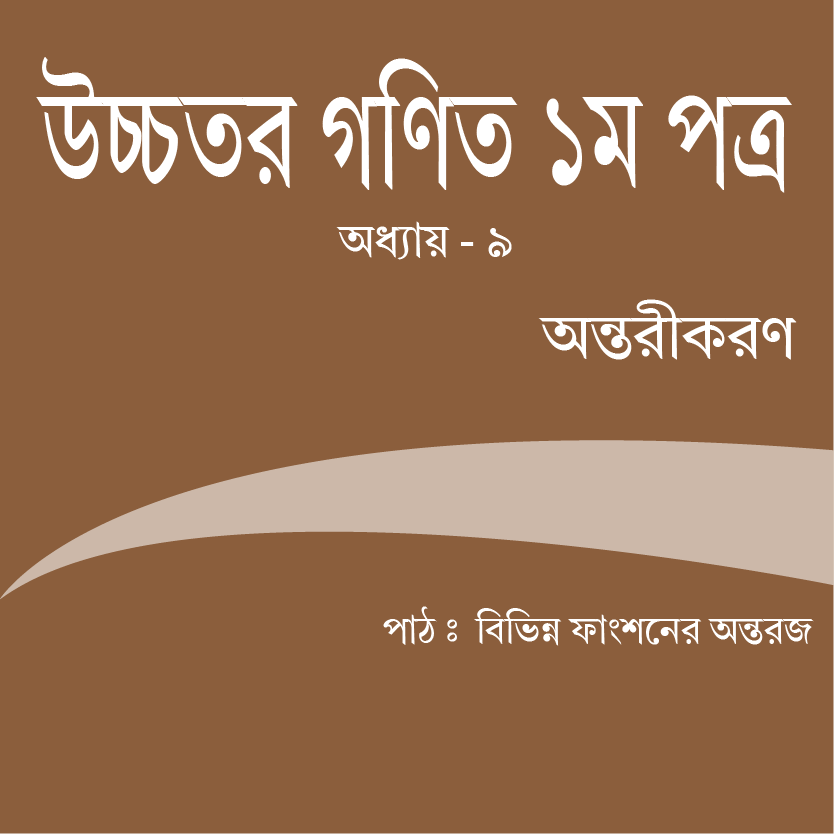 উচ্চতর গণিত ১ম পত্র
অধ্যায় - ৯
অন্তরীকরণ
পাঠ ঃ বিভিন্ন ফাংশনের অন্তরজ